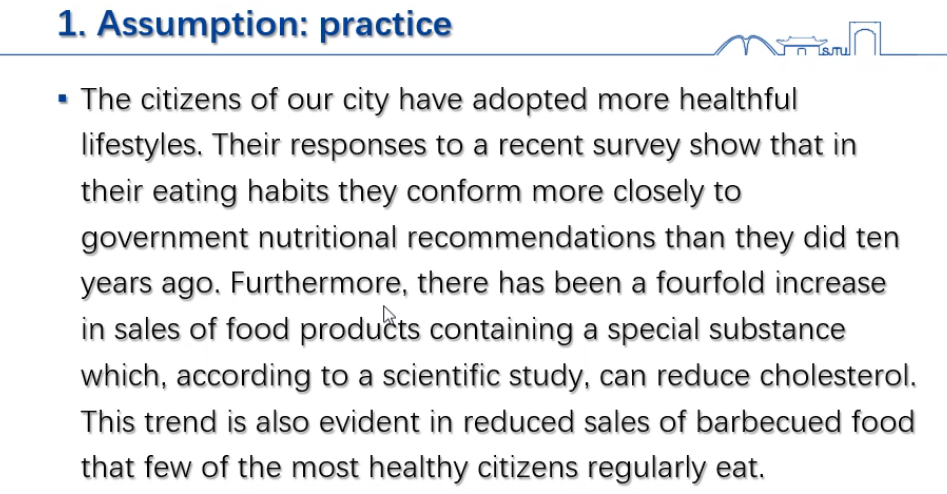 1. Assumption: practice
The citizens of our city have adopted more healthful
lifestyles. Their responses to a recent survey show that in
their eating habits they conform more closely to
government nutritional recommendations than they did ten
years ago. Furthermore, there has been a fourfold increase
in sales of food products containing a special substance
which, according to a scientific study, can reduce cholesterol.
This trend is also evident in reduced sales of barbecued food
that few of the most healthy citizens regularly eat.